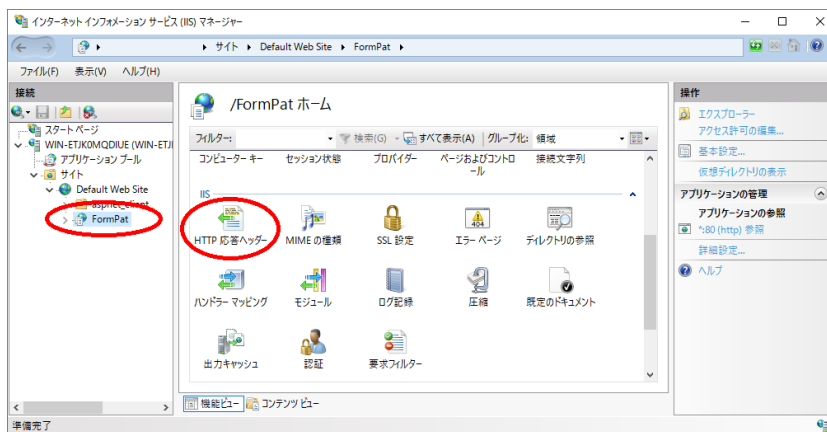 インターネット インフォメーション サービス (IIS) マネージャー
サイト Default Web Site FormPat
ファイル(F) 表示(V) ヘルプ(H)
接続
スタート ページ
WIN-ETJK0MQDIUE (WIN-ETJ
アプリケーション プール
サイト
Default Web Site
aspnet_client
FormPat
/FormPat ホーム
フィルター: 検索(G) すべて表示(A) グループ化: 領域
コンピューター キー セッション状態 プロバイダー ページおよびコントロール 接続文字列
IIS
HTTP 応答ヘッダー MIME の種類 SSL 設定 エラー ページ ディレクトリの参照
404
ハンドラー マッピング モジュール ログ記録 圧縮 既定のドキュメント
出力キャッシュ 認証 要求フィルター
機能ビュー コンテンツ ビュー
操作
エクスプローラー
アクセス許可の編集...
基本設定...
仮想ディレクトリの表示
アプリケーションの管理
アプリケーションの参照
*:80 (http) 参照
詳細設定...
ヘルプ
準備完了